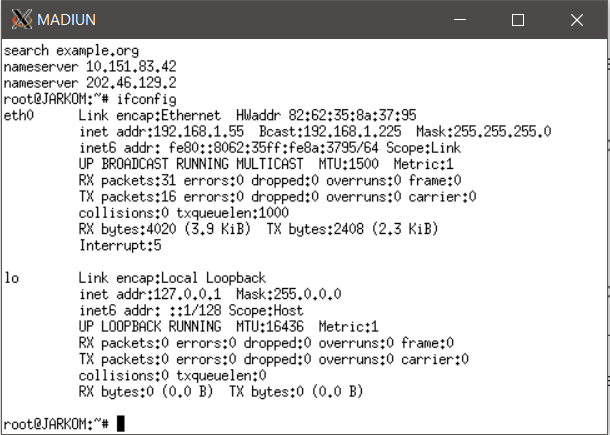 MADIUN
search example.org
nameserver 10.151.83.42
nameserver 202.46.129.2
root@JARKOM:~# ifconfig
eth0      Link encap:Ethernet  HWaddr 82:62:35:8a:37:95
          inet addr:192.168.1.55  Bcast:192.168.1.225  Mask:255.255.255.0
          inet6 addr: fe80::8062:35ff:fe8a:3795/64 Scope:Link
          UP BROADCAST RUNNING MULTICAST  MTU:1500  Metric:1
          RX packets:31 errors:0 dropped:0 overruns:0 frame:0
          TX packets:16 errors:0 dropped:0 overruns:0 carrier:0
          collisions:0 txqueuelen:1000
          RX bytes:4020 (3.9 KiB)  TX bytes:2408 (2.3 KiB)
          Interrupt:5
lo        Link encap:Local Loopback
          inet addr:127.0.0.1  Mask:255.0.0.0
          inet6 addr: ::1/128 Scope:Host
          UP LOOPBACK RUNNING  MTU:16436  Metric:1
          RX packets:0 errors:0 dropped:0 overruns:0 frame:0
          TX packets:0 errors:0 dropped:0 overruns:0 carrier:0
          collisions:0 txqueuelen:0
          RX bytes:0 (0.0 B)  TX bytes:0 (0.0 B)
root@JARKOM:~#